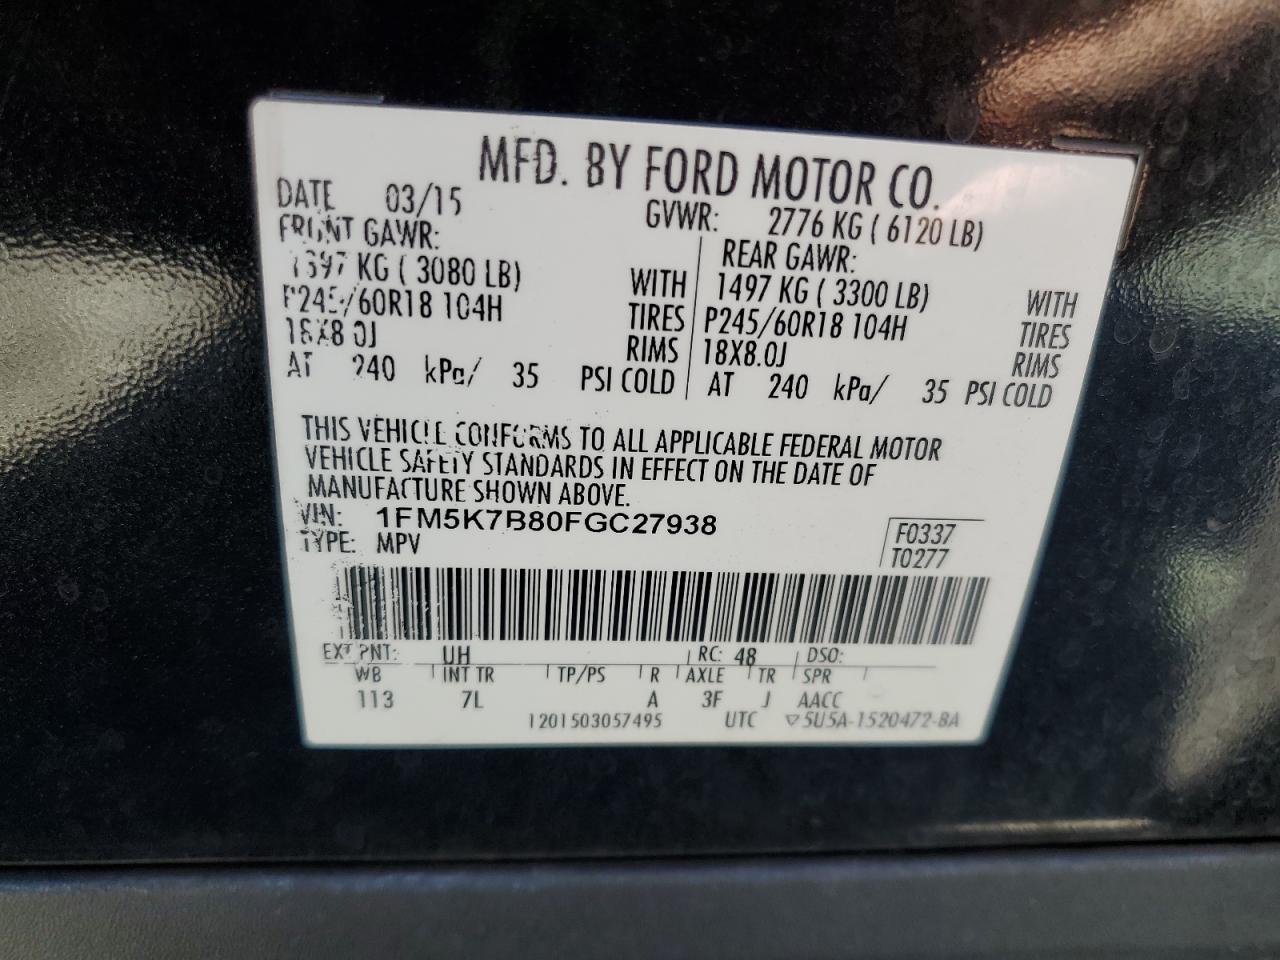 MFD. BY FORD MOTOR CO.
DATE 03/15 GVWR: 2776 KG ( 6120 LB)
FRONT GAWR: REAR GAWR:
1397 KG ( 3080 LB) WITH 1497 KG ( 3300 LB) WITH
P245/60R18 104H TIRES P245/60R18 104H TIRES
18X8.0J RIMS 18X8.0J RIMS
AT 240 kPa/ 35 PSI COLD AT 240 kPa/ 35 PSI COLD
THIS VEHICLE CONFORMS TO ALL APPLICABLE FEDERAL MOTOR
VEHICLE SAFETY STANDARDS IN EFFECT ON THE DATE OF
MANUFACTURE SHOWN ABOVE.
VIN: 1FM5K7B80FGC27938 F0337
TYPE: MPV T0277
EXT PNT: UH RC: 48 DSO:
WB INT TR TP/PS R AXLE TR SPR
113 7L A 3F J AACC
1201503057495 UTC ▽5U5A-1520472-BA